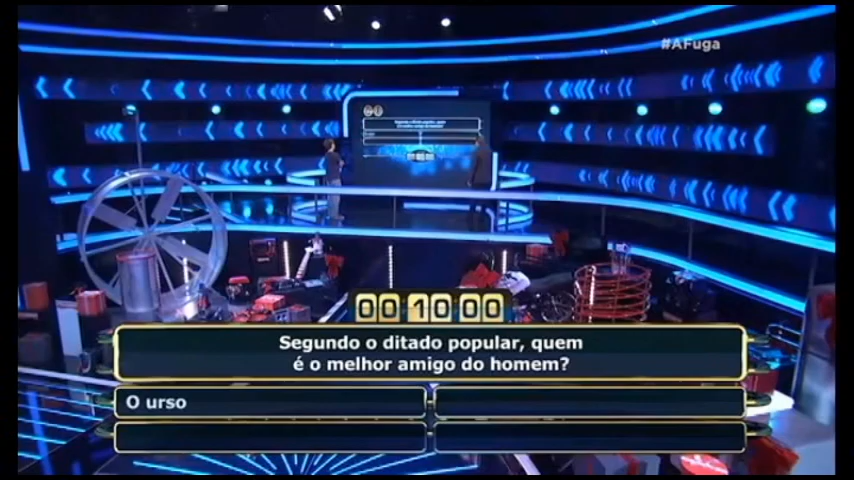 #AFuga
00 10 00
Segundo o ditado popular, quem
é o melhor amigo do homem?
O urso